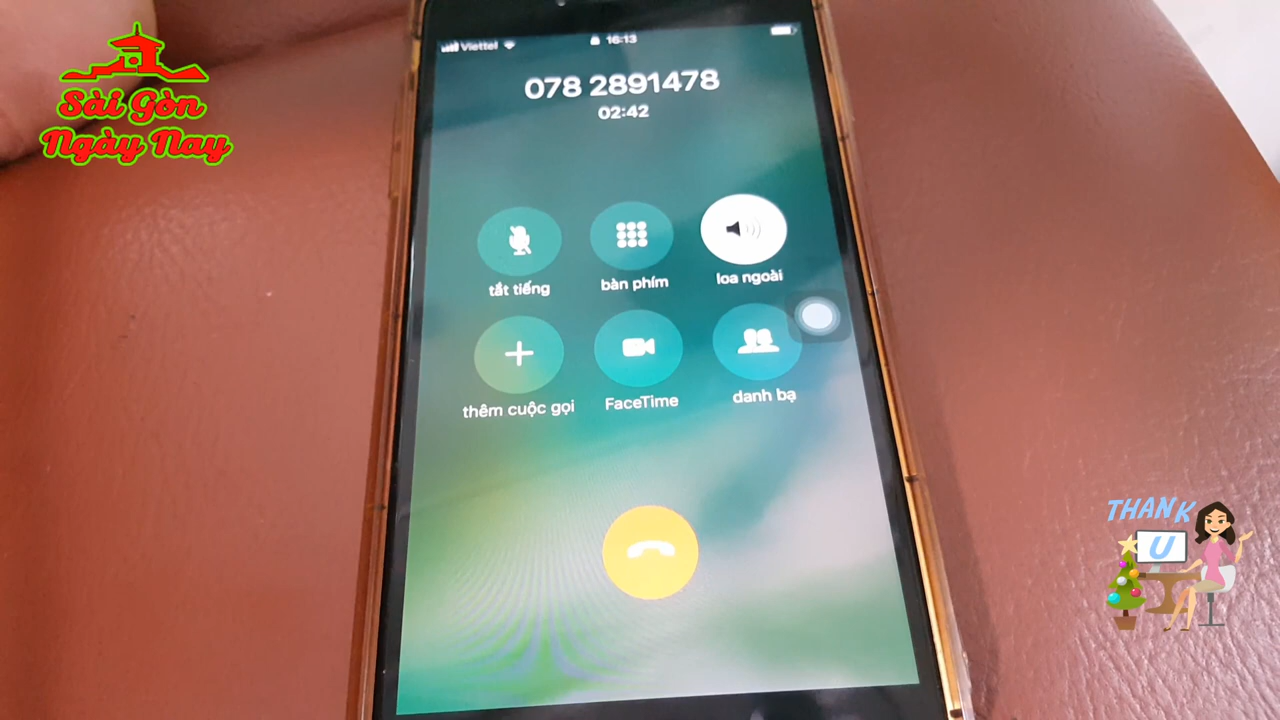 Sài Gòn
Ngày Nay
Viettel
16:13
078 2891478
02:42
tắt tiếng
bàn phím
loa ngoài
thêm cuộc gọi
FaceTime
danh bạ
THANK
U